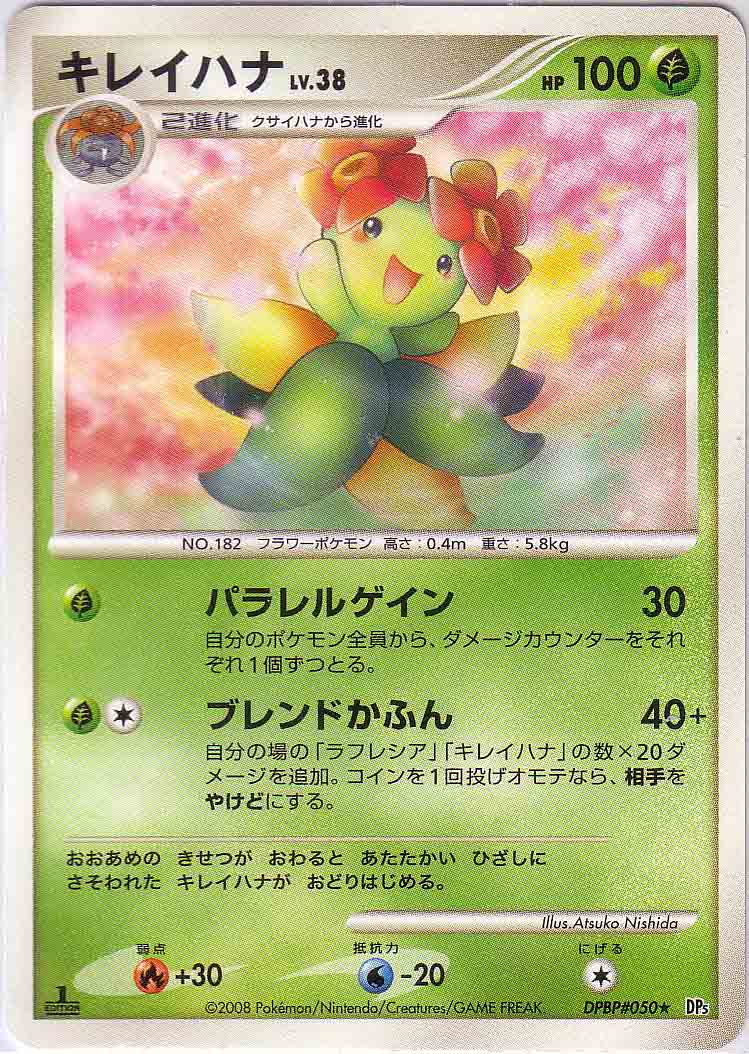 キレイハナ LV.38 HP 100
2進化 クサイハナから進化
NO.182 フラワーポケモン 高さ:0.4m 重さ:5.8kg
パラレルゲイン 30
自分のポケモン全員から、ダメージカウンターをそれ
ぞれ1個ずつとる。
ブレンドかふん 40+
自分の場の「ラフレシア」「キレイハナ」の数×20ダ
メージを追加。コインを1回投げオモテなら、相手を
やけどにする。
おおあめの きせつが おわると あたたかい ひざしに
さそわれた キレイハナが おどりはじめる。
Illus.Atsuko Nishida
弱点 抵抗力 にげる
+30 -20
1 EDITION ©2008 Pokémon/Nintendo/Creatures/GAME FREAK. DPBP#050★ DP5